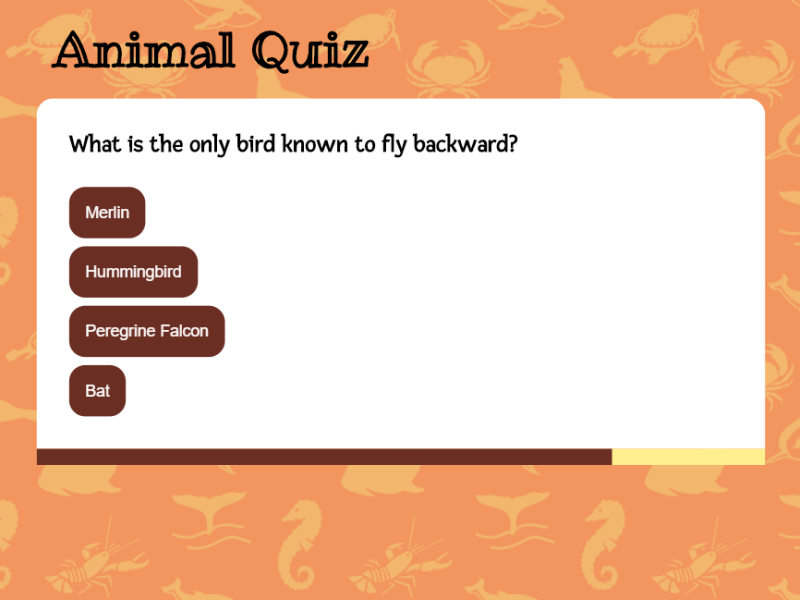 Animal Quiz
What is the only bird known to fly backward?
Merlin
Hummingbird
Peregrine Falcon
Bat